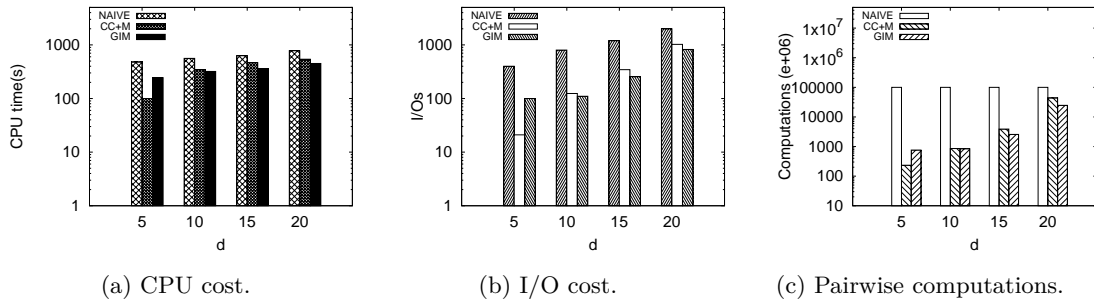 NAIVE
CC+M
GIM
1000
100
10
1
CPU time(s)
5 10 15 20
d
(a) CPU cost.
NAIVE
CC+M
GIM
1000
100
10
1
I/Os
5 10 15 20
d
(b) I/O cost.
NAIVE
CC+M
GIM
1x10^7
1x10^6
100000
10000
1000
100
10
Computations (e+06)
5 10 15 20
d
(c) Pairwise computations.